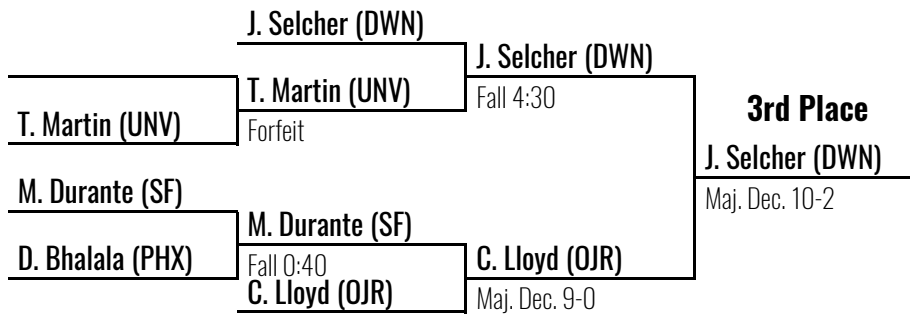 J. Selcher (DWN)
J. Selcher (DWN)
T. Martin (UNV)
Fall 4:30
3rd Place
T. Martin (UNV)
Forfeit
J. Selcher (DWN)
M. Durante (SF)
Maj. Dec. 10-2
M. Durante (SF)
D. Bhalala (PHX)
Fall 0:40
C. Lloyd (OJR)
C. Lloyd (OJR)
Maj. Dec. 9-0